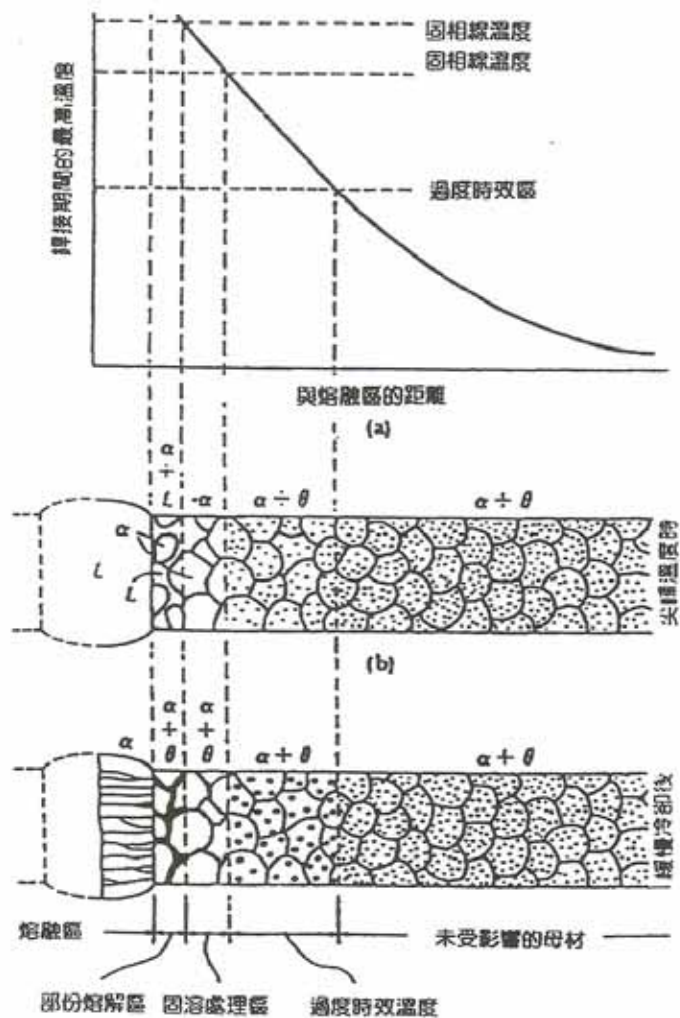 固相線溫度
固相線溫度
過度時效區
銲接期間的最高溫度
與熔融區的距離
(a)
α ÷ L
-α
α ÷ θ
α ÷ θ
α
L
L
尖峰溫度時
(b)
α
α + θ
α + θ
α + θ
α + θ
緩慢冷卻後
熔融區
未受影響的母材
部份熔解區
固溶處理區
過度時效溫度